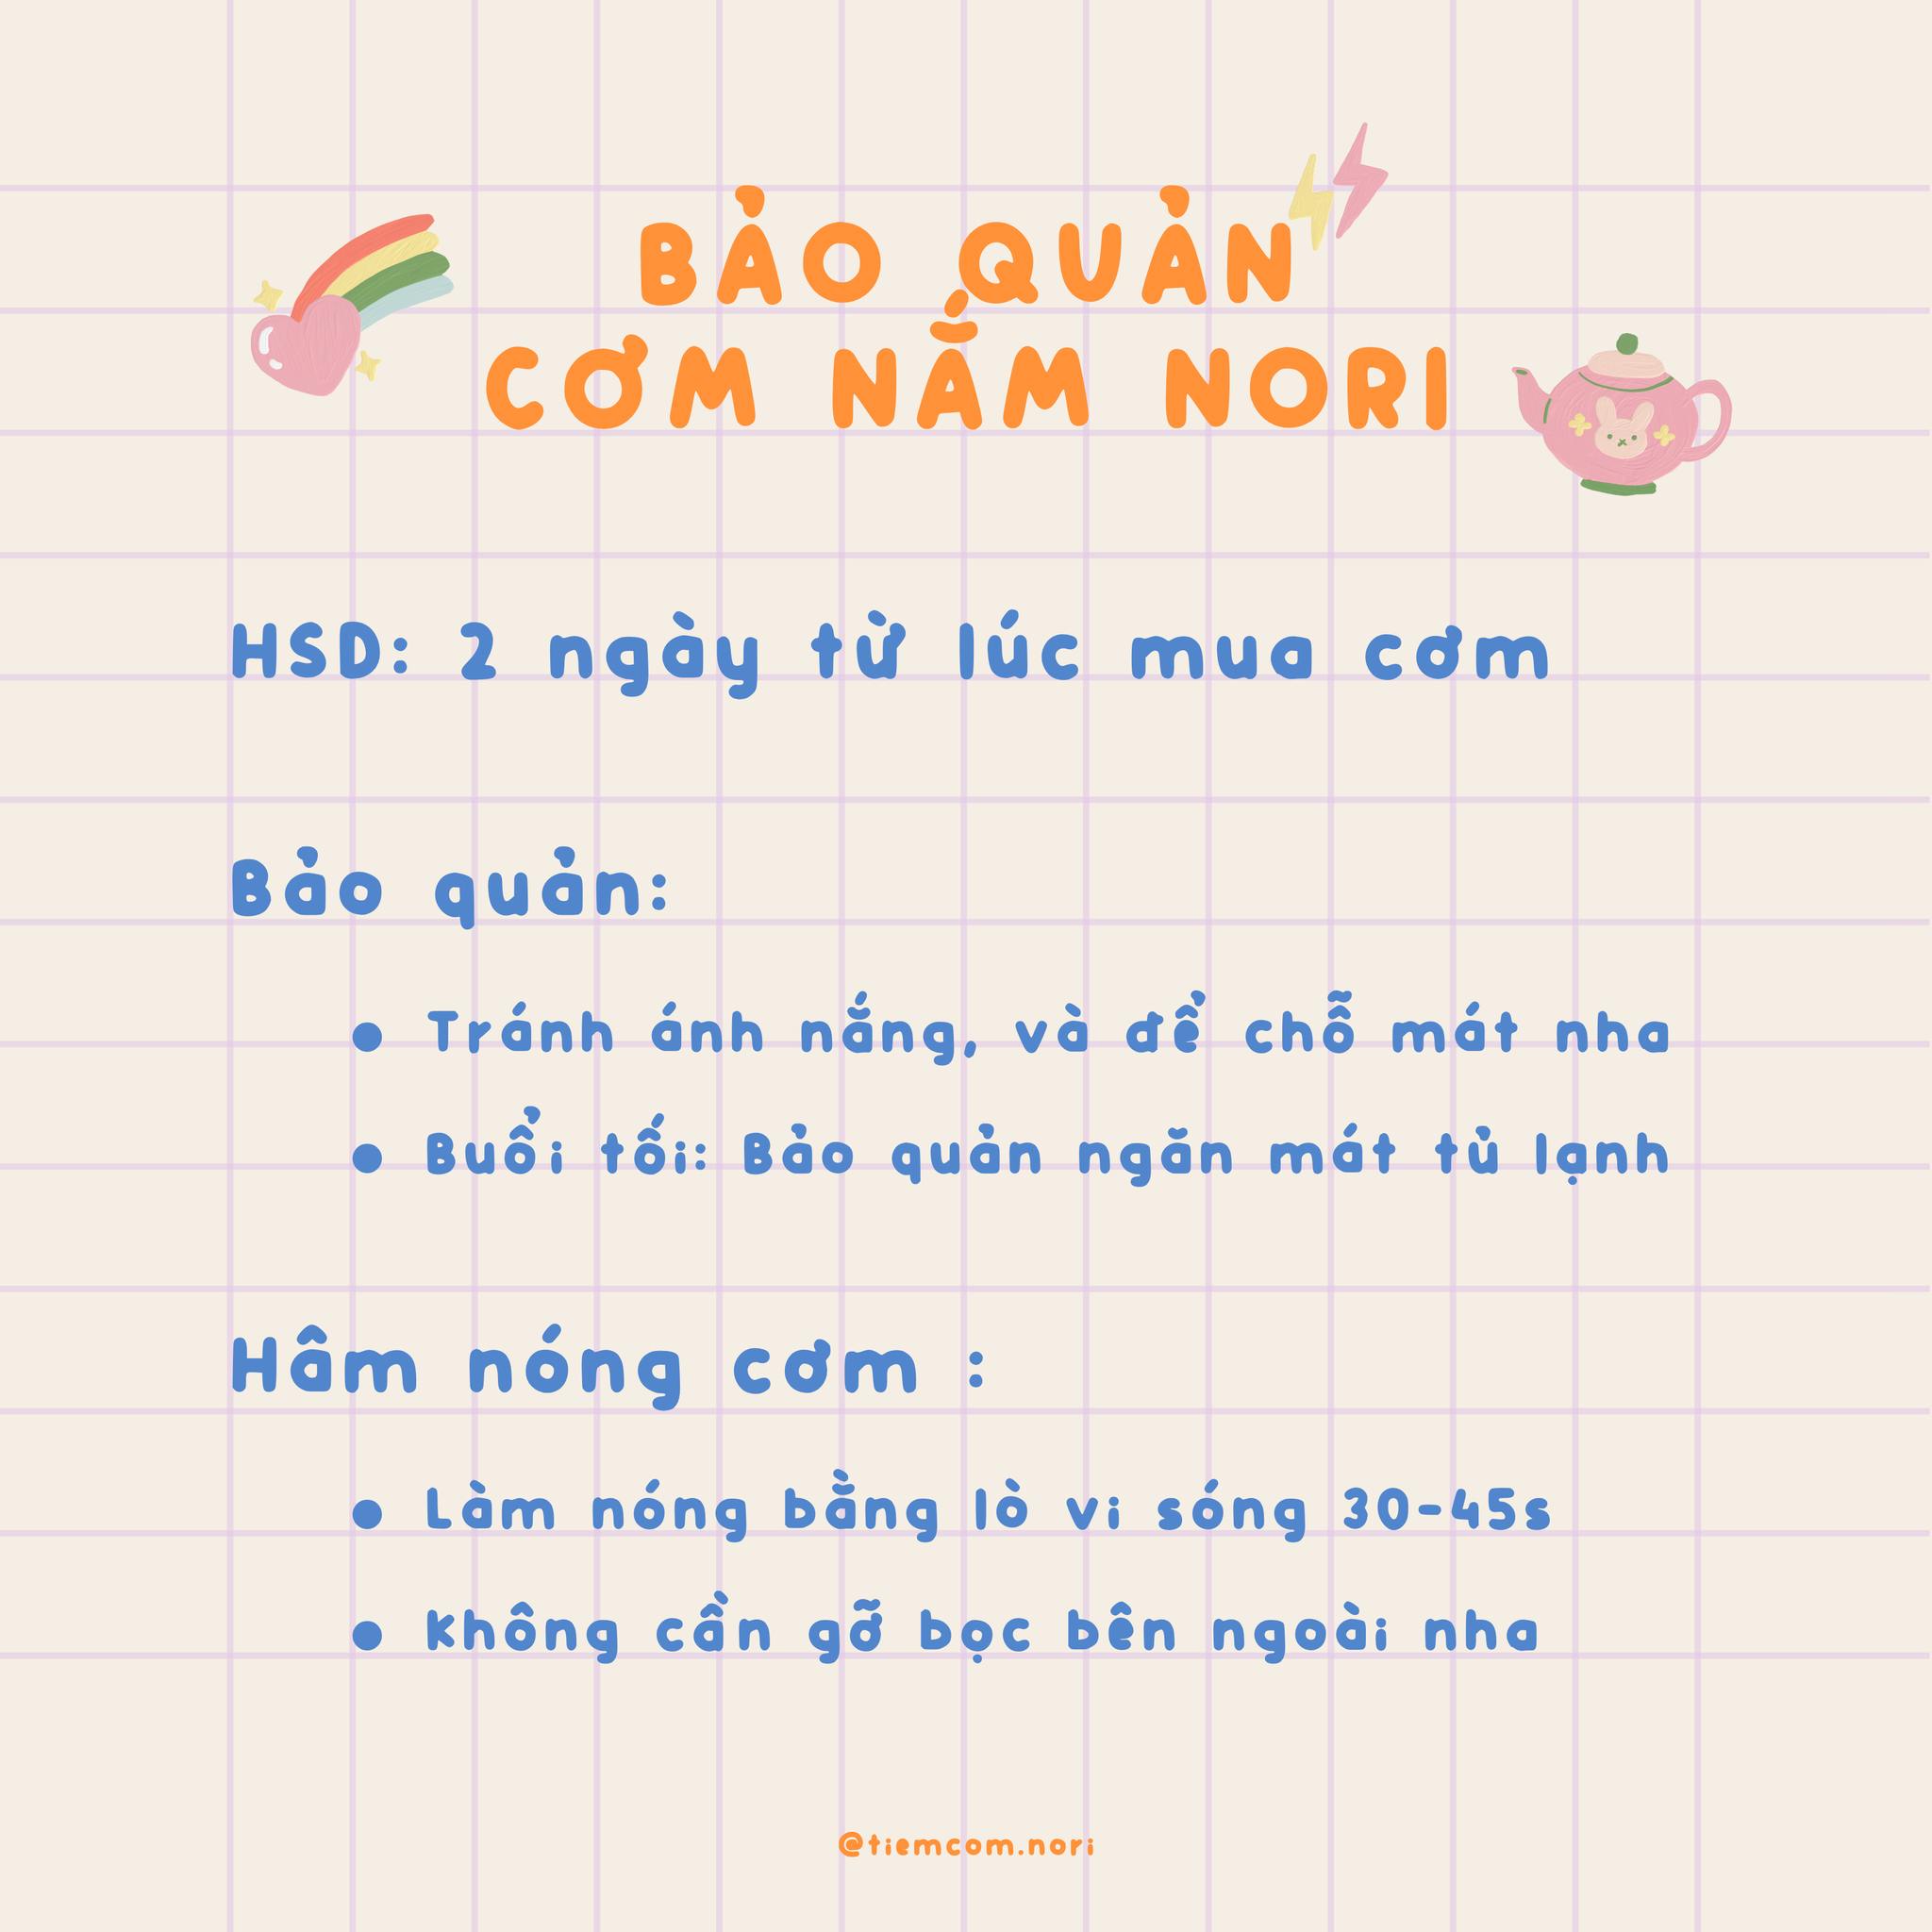 BẢO QUẢN
CƠM NẮM NORI
HSD: 2 ngày từ lúc mua cơm
Bảo quản:
• Tránh ánh nắng, và để chỗ mát nha
• Buổi tối: Bảo quản ngăn mát tủ lạnh
Hâm nóng cơm :
• Làm nóng bằng lò vi sóng 30-45s
• Không cần gỡ bọc bên ngoài nha
@tiemcom.nori